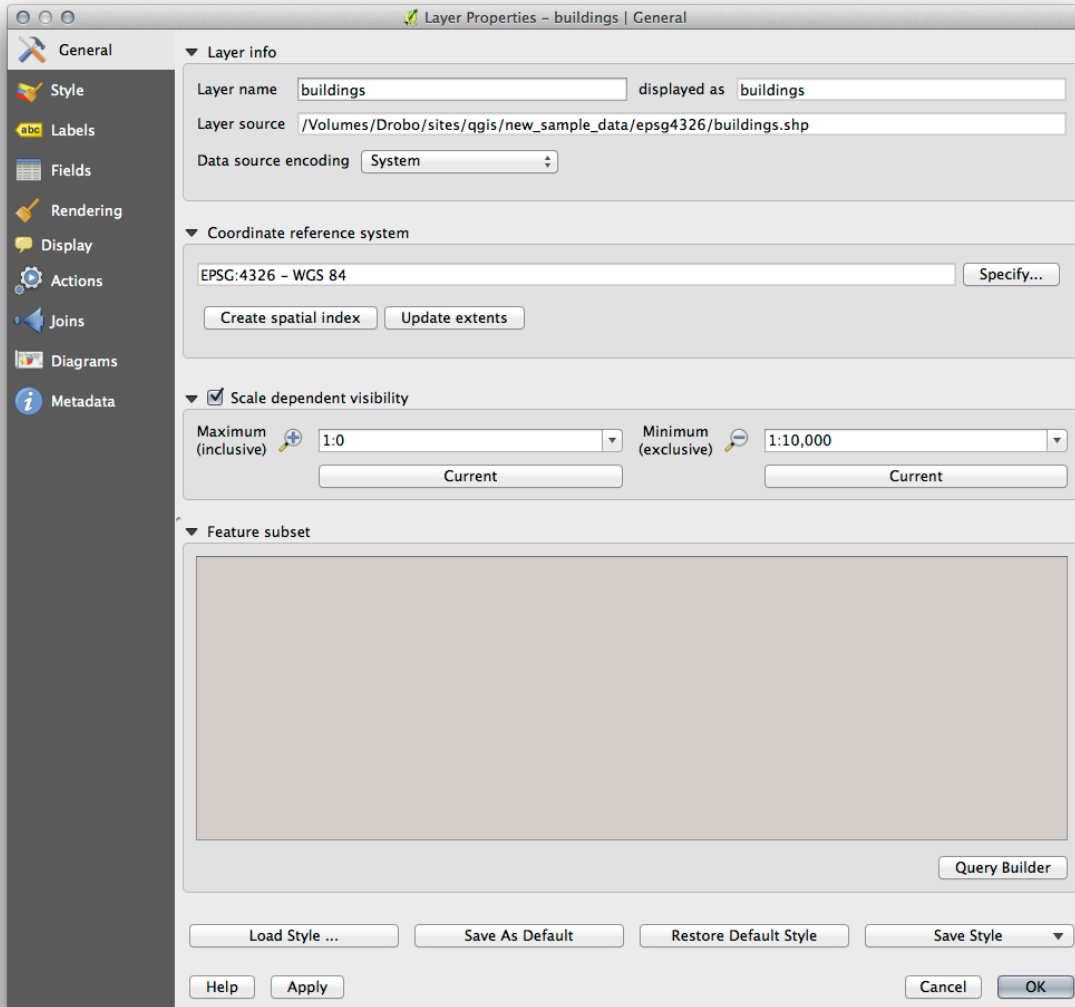 Layer Properties – buildings | General
General
Style
abc Labels
Fields
Rendering
Display
Actions
Joins
Diagrams
i Metadata
Layer info
Layer name buildings displayed as buildings
Layer source /Volumes/Drobo/sites/qgis/new_sample_data/epsg4326/buildings.shp
Data source encoding System
Coordinate reference system
EPSG:4326 – WGS 84 Specify...
Create spatial index Update extents
Scale dependent visibility
Maximum (inclusive) 1:0 Minimum (exclusive) 1:10,000
Current Current
Feature subset
Query Builder
Load Style ... Save As Default Restore Default Style Save Style
Help Apply Cancel OK